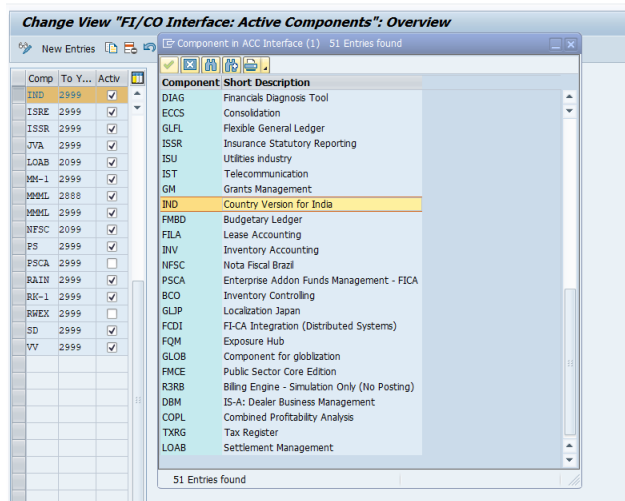 Change View "FI/CO Interface: Active Components": Overview
New Entries
Comp To Y... Activ
IND 2999
ISRE 2999
ISSR 2999
JVA 2999
LOAB 2099
MM-1 2999
MMML 2888
MMML 2999
NFSC 2099
PS 2999
PSCA 2999
RAIN 2999
RK-1 2999
RWEX 2999
SD 2999
VV 2999
Component in ACC Interface (1) 51 Entries found
Component Short Description
DIAG Financials Diagnosis Tool
ECCS Consolidation
GLFL Flexible General Ledger
ISSR Insurance Statutory Reporting
ISU Utilities industry
IST Telecommunication
GM Grants Management
IND Country Version for India
FMBD Budgetary Ledger
FILA Lease Accounting
INV Inventory Accounting
NFSC Nota Fiscal Brazil
PSCA Enterprise Addon Funds Management - FICA
BCO Inventory Controlling
GLJP Localization Japan
FCDI FI-CA Integration (Distributed Systems)
FQM Exposure Hub
GLOB Component for globlization
FMCE Public Sector Core Edition
R3RB Billing Engine - Simulation Only (No Posting)
DBM IS-A: Dealer Business Management
COPL Combined Profitability Analysis
TXRG Tax Register
LOAB Settlement Management
51 Entries found